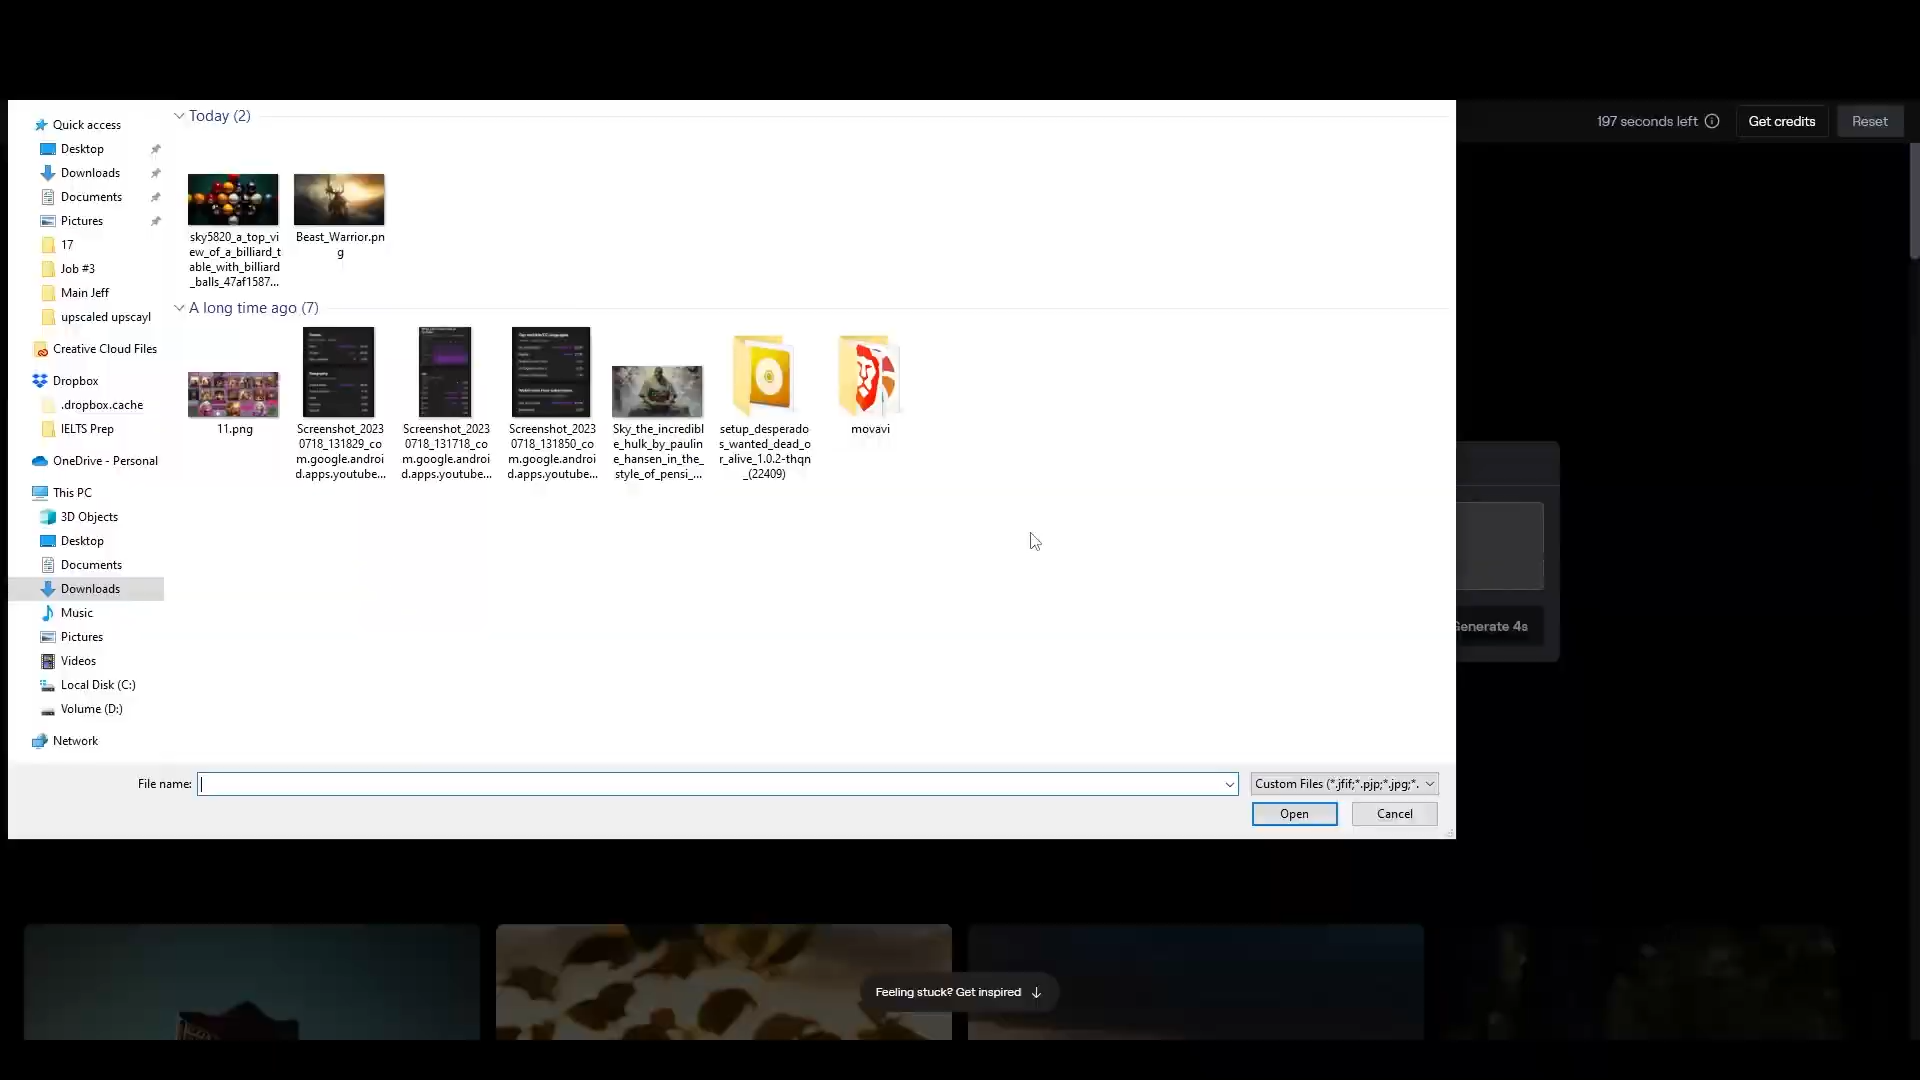 197 seconds left
Get credits
Reset
Quick access
Desktop
Downloads
Documents
Pictures
17
Job #3
Main Jeff
upscaled upscayl
Creative Cloud Files
Dropbox
.dropbox.cache
IELTS Prep
OneDrive - Personal
This PC
3D Objects
Desktop
Documents
Downloads
Music
Pictures
Videos
Local Disk (C:)
Volume (D:)
Network
Today (2)
sky5820_a_top_vi
ew_of_a_billiard_t
able_with_billiard
_balls_47af1587...
Beast_Warrior.pn
g
A long time ago (7)
11.png
Screenshot_2023
0718_131829_co
m.google.androi
d.apps.youtube...
Screenshot_2023
0718_131718_co
m.google.androi
d.apps.youtube...
Screenshot_2023
0718_131850_co
m.google.androi
d.apps.youtube...
Sky_the_incredibl
e_hulk_by_paulin
e_hansen_in_the_
style_of_pensi_...
setup_desperado
s_wanted_dead_o
r_alive_1.0.2-thqn
_(22409)
movavi
File name:
Custom Files (*.jfif;*.pjp;*.jpg;*.
Open
Cancel
Generate 4s
Feeling stuck? Get inspired